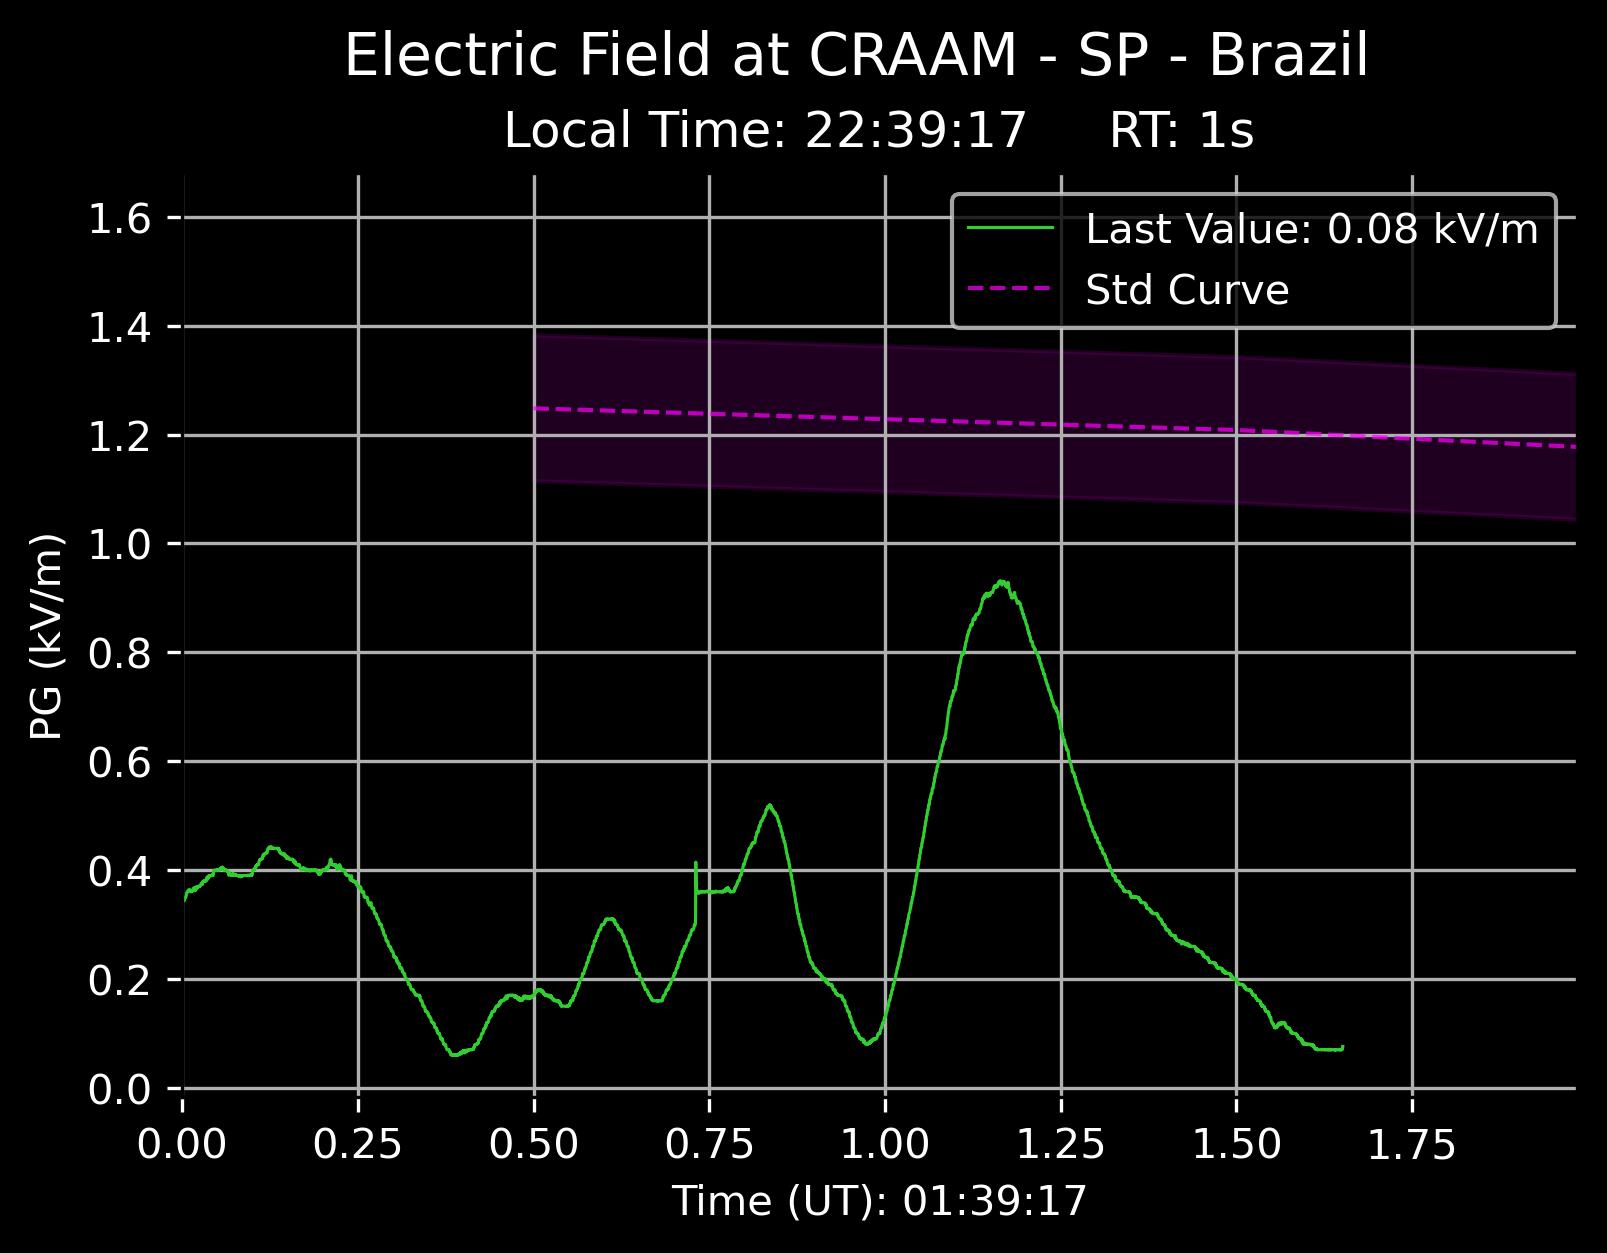 Electric Field at CRAAM - SP - Brazil
Local Time: 22:39:17 RT: 1s
Last Value: 0.08 kV/m
Std Curve
PG (kV/m)
1.6
1.4
1.2
1.0
0.8
0.6
0.4
0.2
0.0
0.00 0.25 0.50 0.75 1.00 1.25 1.50 1.75
Time (UT): 01:39:17